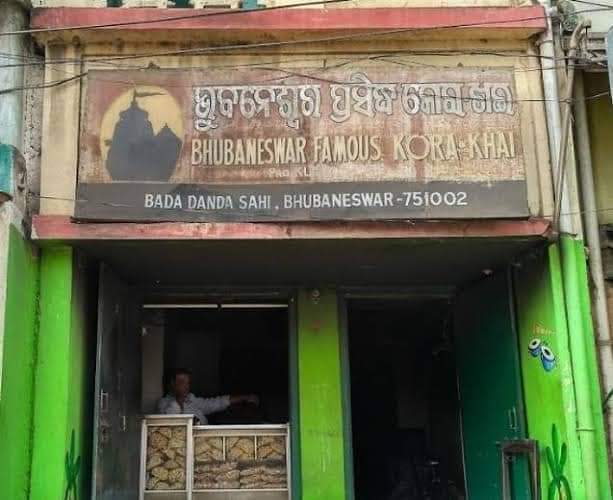 ଭୁବନେଶ୍ୱର ପ୍ରସିଦ୍ଧ କୋରା ଖଇ
BHUBANESWAR FAMOUS KORA-KHAI
BADA DANDA SAHI, BHUBANESWAR-751002